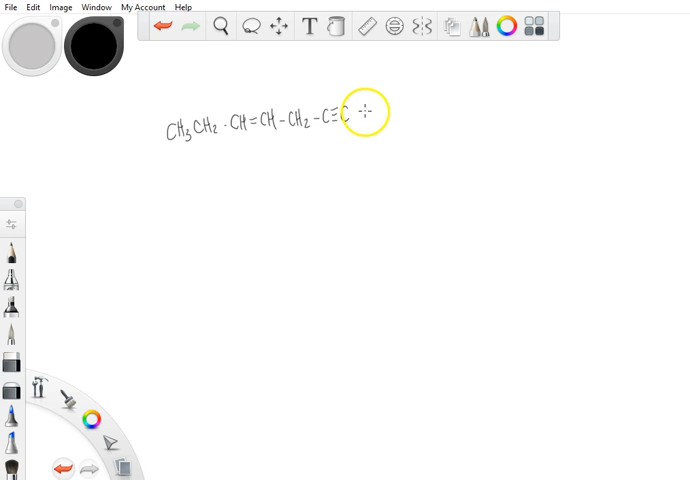 File Edit Image Window My Account Help
T
CH₃CH₂-CH=CH-CH₂-C≡C